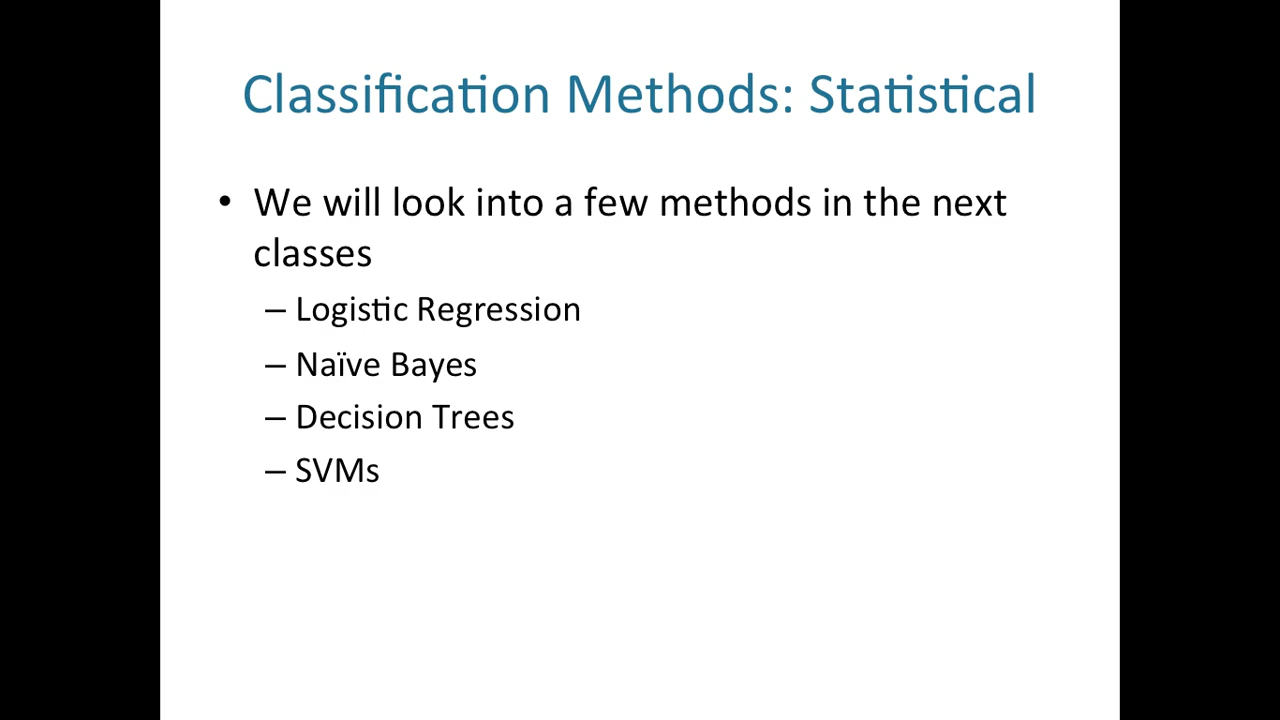 Classification Methods: Statistical
• We will look into a few methods in the next
classes
– Logistic Regression
– Naïve Bayes
– Decision Trees
– SVMs